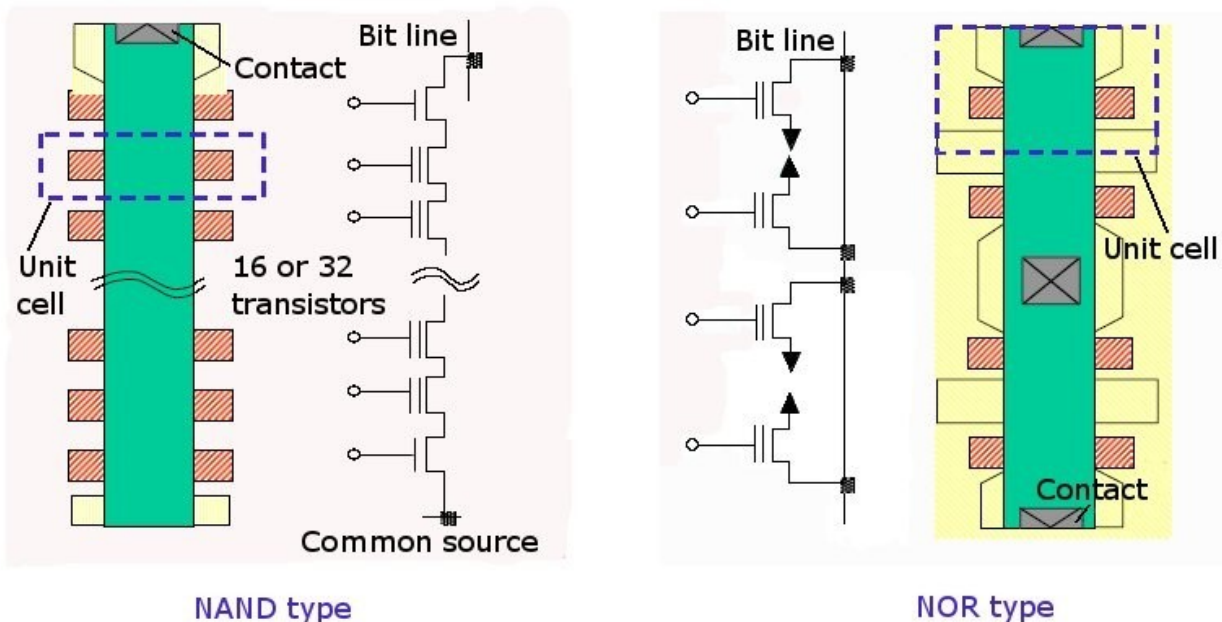 Bit line
Contact
Unit
cell
16 or 32
transistors
Common source
NAND type
Bit line
Unit cell
Contact
NOR type